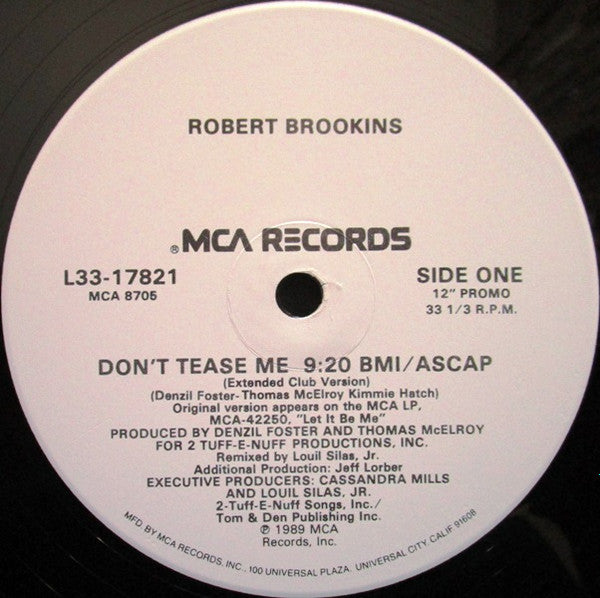 ROBERT BROOKINS
®MCA RECORDS
L33-17821
MCA 8705
SIDE ONE
12" PROMO
33 1/3 R.P.M.
DON'T TEASE ME 9:20 BMI/ASCAP
(Extended Club Version)
(Denzil Foster-Thomas McElroy Kimmie Hatch)
Original version appears on the MCA LP,
MCA-42250, "Let It Be Me"
PRODUCED BY DENZIL FOSTER AND THOMAS McELROY
FOR 2 TUFF-E-NUFF PRODUCTIONS, INC.
Remixed by Louil Silas, Jr.
Additional Production: Jeff Lorber
EXECUTIVE PRODUCERS: CASSANDRA MILLS
AND LOUIL SILAS, JR.
2-Tuff-E-Nuff Songs, Inc./
Tom & Den Publishing Inc.
℗ 1989 MCA
Records, Inc.
MFD BY MCA RECORDS, INC., 100 UNIVERSAL PLAZA, UNIVERSAL CITY, CALIF 91608